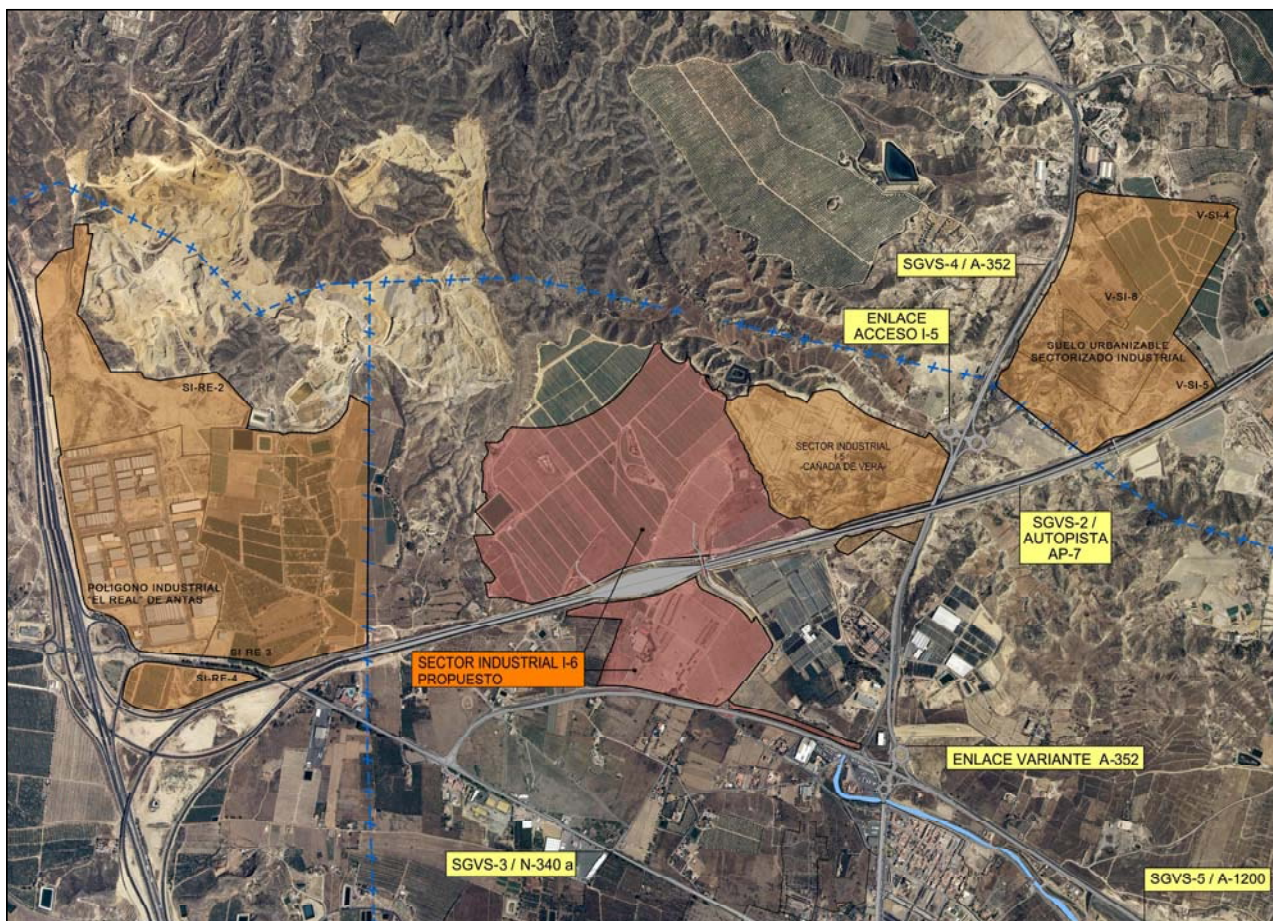 V-SI-4
SGVS-4 / A-352
V-SI-8
ENLACE
ACCESO I-5
SUELO URBANIZABLE
SECTORIZADO INDUSTRIAL
SI-RE-2
V-SI-5
SECTOR INDUSTRIAL
I-5
-CAÑADA DE VERA-
SGVS-2 /
AUTOPISTA
AP-7
POLÍGONO INDUSTRIAL
"EL REAL" DE ANTAS
SI RE 3
SI-RE-4
SECTOR INDUSTRIAL I-6
PROPUESTO
ENLACE VARIANTE A-352
SGVS-3 / N-340 a
SGVS-5 / A-1200